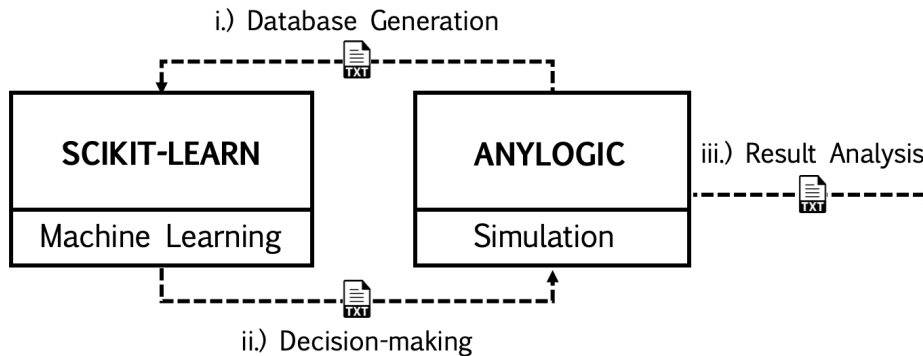 i.) Database Generation
TXT
SCIKIT-LEARN
ANYLOGIC
iii.) Result Analysis
TXT
Machine Learning
Simulation
TXT
ii.) Decision-making